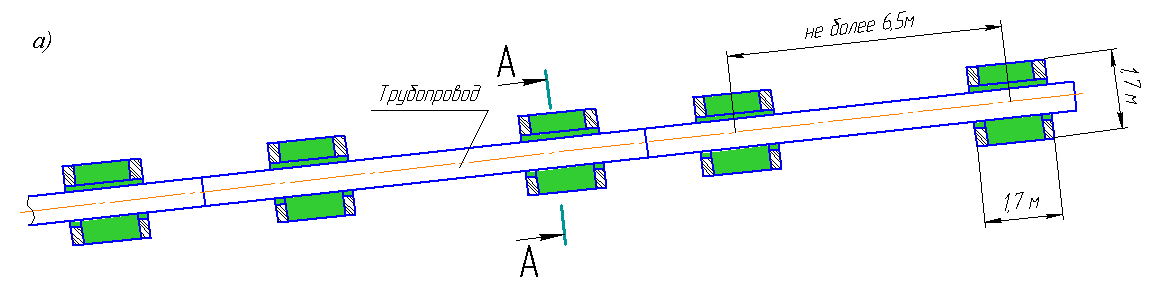 а)
не более 6,5м
А
Трубопровод
1,7 м
1,7 м
А